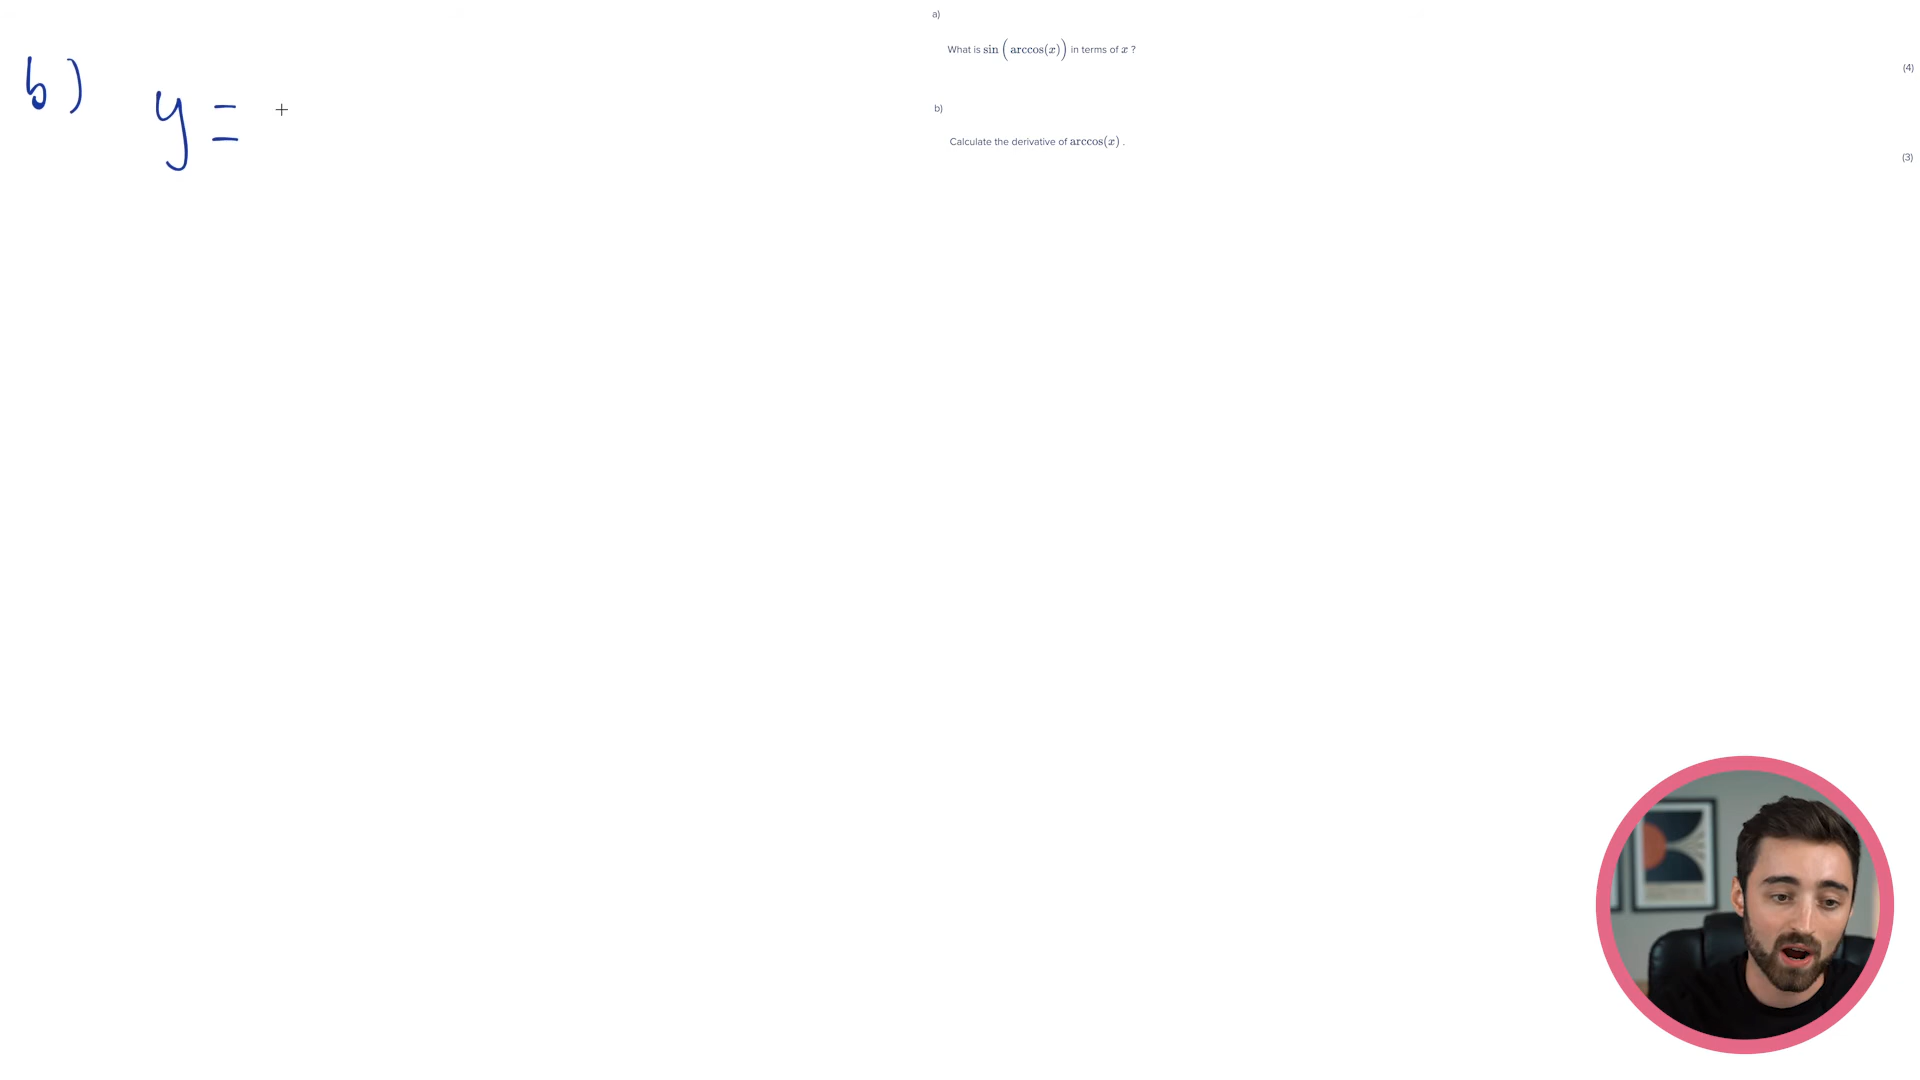 b) y =
a)
What is sin ( arccos(x) ) in terms of x ?
(4)
b)
Calculate the derivative of arccos(x) .
(3)